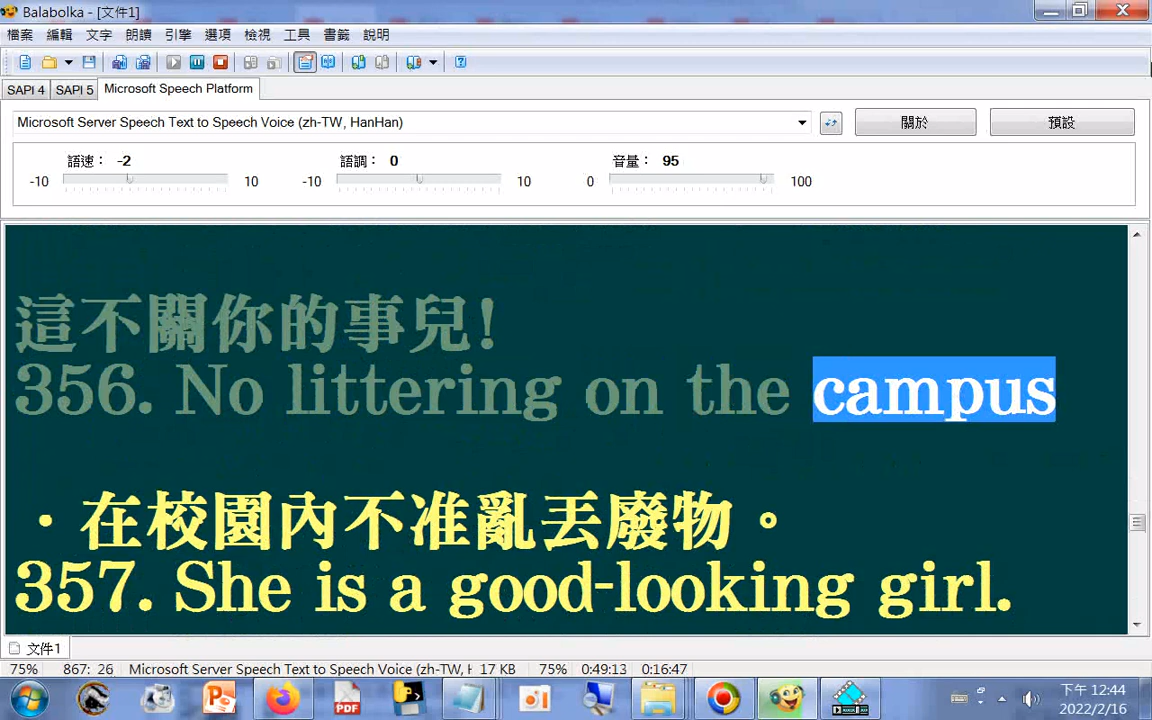 Balabolka - [文件1]
檔案 編輯 文字 朗讀 引擎 選項 檢視 工具 書籤 說明
SAPI 4 SAPI 5 Microsoft Speech Platform
Microsoft Server Speech Text to Speech Voice (zh-TW, HanHan) 關於 預設
語速： -2 語調： 0 音量： 95
-10 10 -10 10 0 100
這不關你的事兒!
356. No littering on the campus
．在校園內不准亂丟廢物。
357. She is a good-looking girl.
文件1
75% 867: 26 Microsoft Server Speech Text to Speech Voice (zh-TW, H 17 KB 75% 0:49:13 0:16:47
下午 12:44
2022/2/16